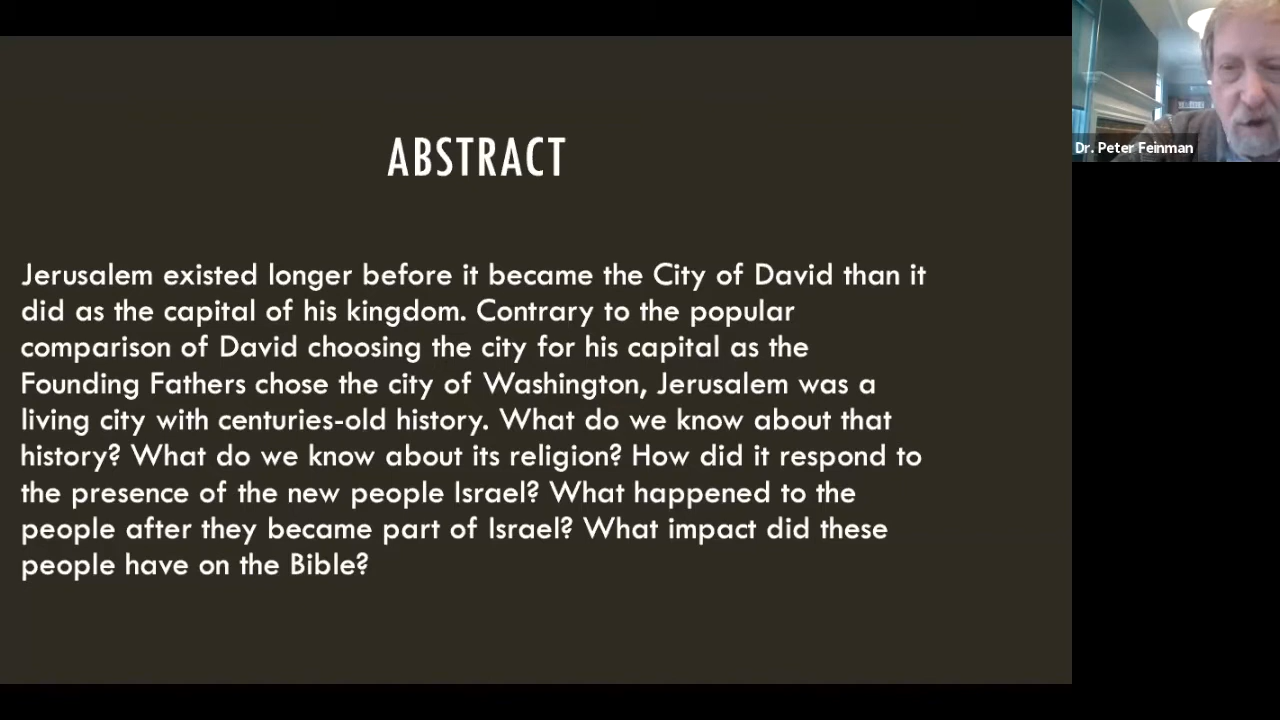 ABSTRACT
Jerusalem existed longer before it became the City of David than it
did as the capital of his kingdom. Contrary to the popular
comparison of David choosing the city for his capital as the
Founding Fathers chose the city of Washington, Jerusalem was a
living city with centuries-old history. What do we know about that
history? What do we know about its religion? How did it respond to
the presence of the new people Israel? What happened to the
people after they became part of Israel? What impact did these
people have on the Bible?
Dr. Peter Feinman